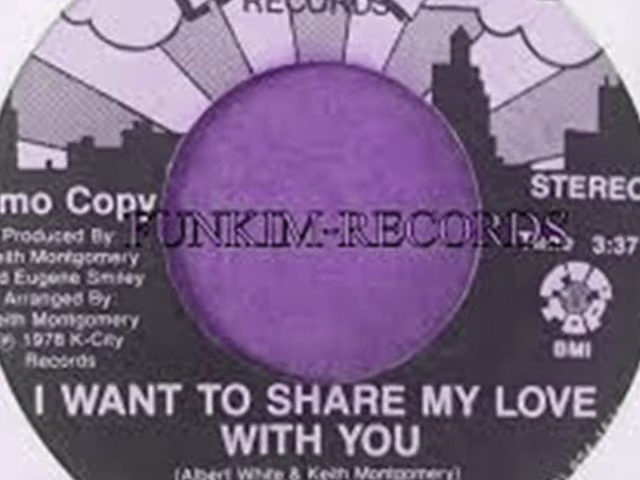 RECORDS
mo Copy
STEREO
FUNKIM-RECORDS
Produced By
eith Montgomery
d Eugene Smiley
Arranged By:
eith Montgomery
℗ 1978 K-City
Records
3:37
BMI
I WANT TO SHARE MY LOVE
WITH YOU
(Albert White & Keith Montgomery)